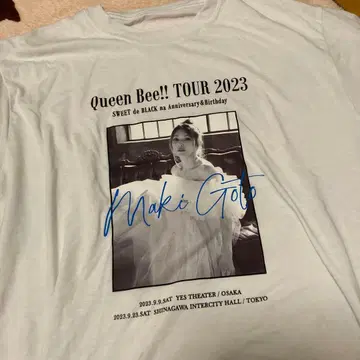 Queen Bee!! TOUR 2023
SWEET de BLACK na Anniversary&Birthday
Maki Goto
2023.9.9.SAT YES THEATER / OSAKA
2023.9.23.SAT SHINAGAWA INTERCITY HALL / TOKYO